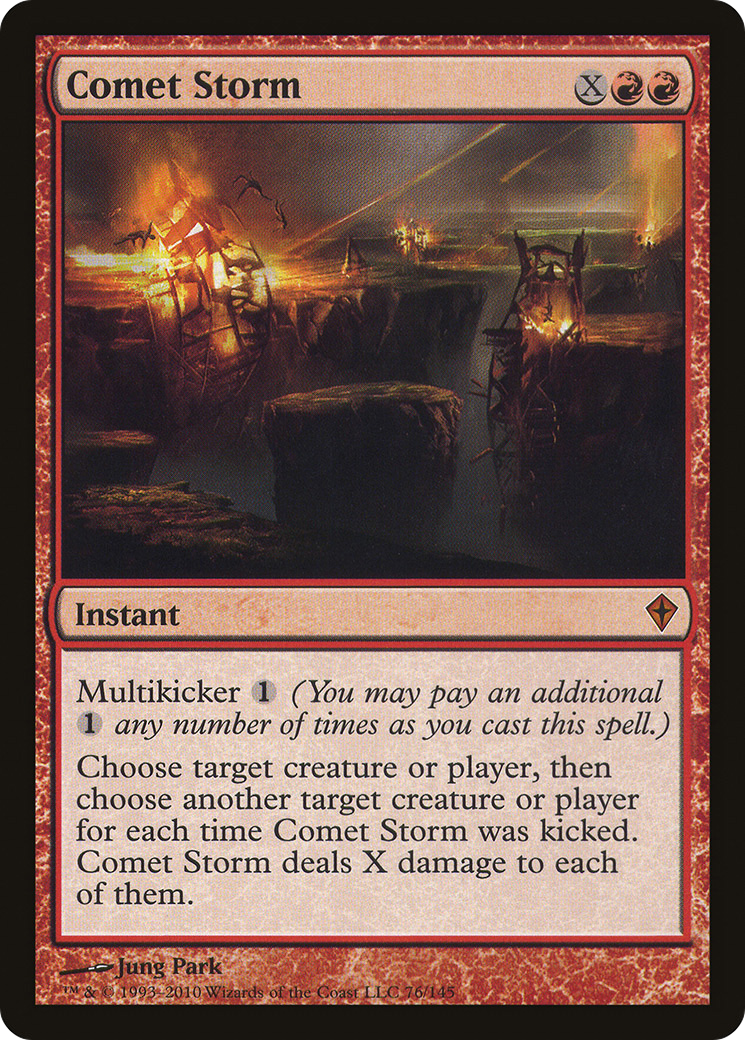 Comet Storm X
Instant
Multikicker 1 (You may pay an additional
1 any number of times as you cast this spell.)
Choose target creature or player, then
choose another target creature or player
for each time Comet Storm was kicked.
Comet Storm deals X damage to each
of them.
Jung Park
™ & © 1993–2010 Wizards of the Coast LLC 76/145